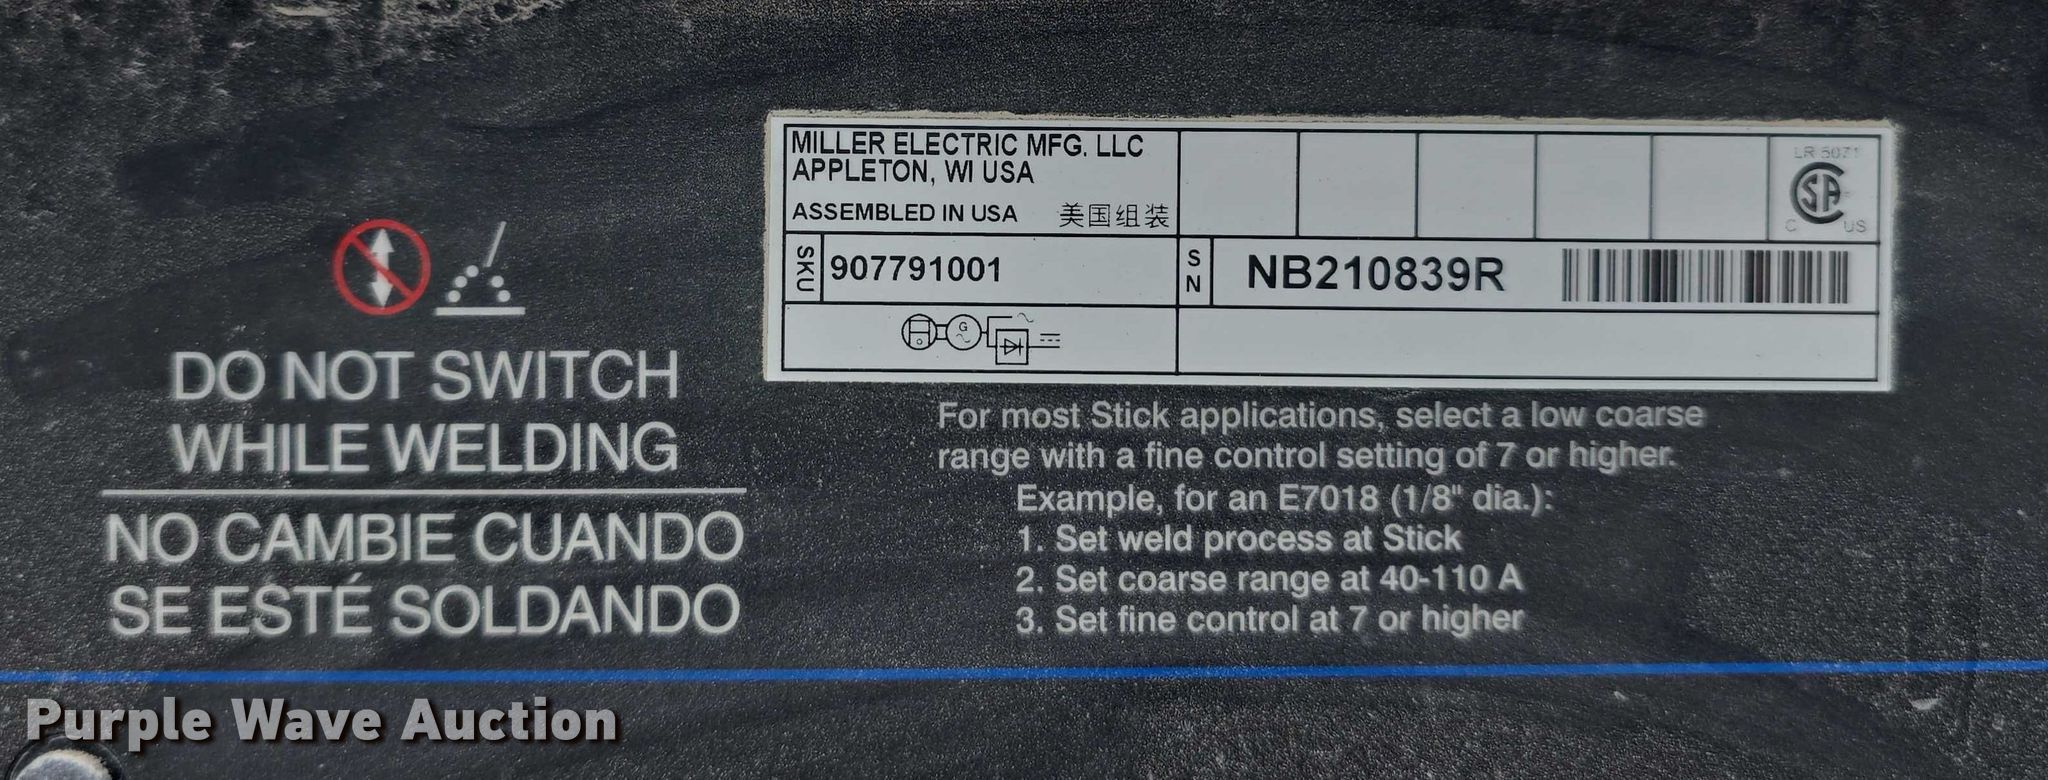 MILLER ELECTRIC MFG. LLC
APPLETON, WI USA
ASSEMBLED IN USA 美国组装
LR 5071
CSA
C US
SKU 907791001
SN NB210839R
G
DO NOT SWITCH
WHILE WELDING
NO CAMBIE CUANDO
SE ESTÉ SOLDANDO
For most Stick applications, select a low coarse
range with a fine control setting of 7 or higher.
Example, for an E7018 (1/8" dia.):
1. Set weld process at Stick
2. Set coarse range at 40-110 A
3. Set fine control at 7 or higher
Purple Wave Auction